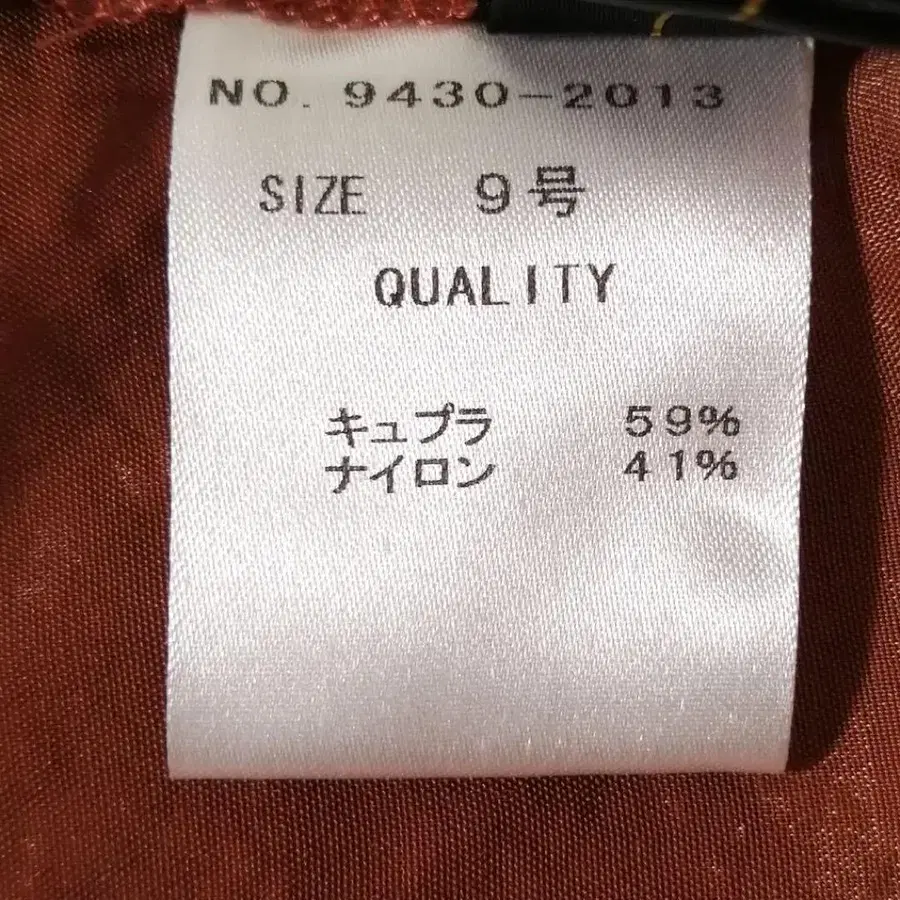 NO. 9430-2013
SIZE 9号
QUALITY
キュプラ 59%
ナイロン 41%